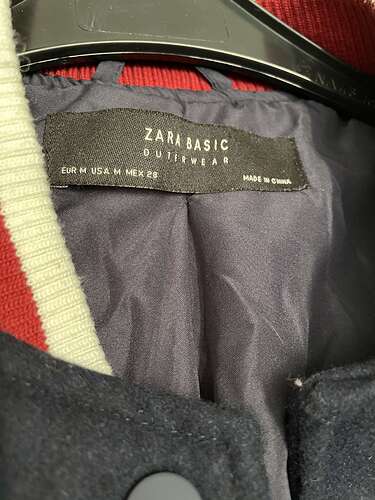 ZARA BASIC
OUTERWEAR
EUR M USA M MEX 28
MADE IN CHINA